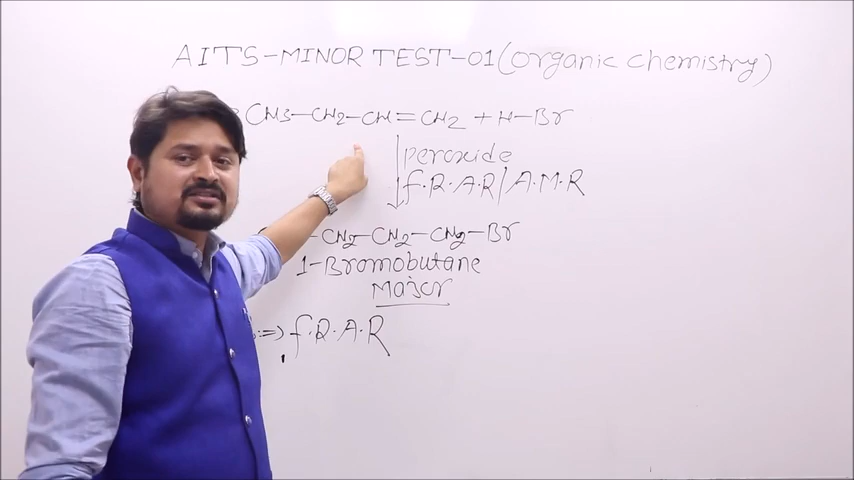 AITS-MINOR TEST-01(organic chemistry)
CH3-CH2-CH=CH2+H-Br
peroxide
f.R.A.R/A.M.R
-CH2-CH2-CH2-Br
1-Bromobutane
Major
=> f.R.A.R